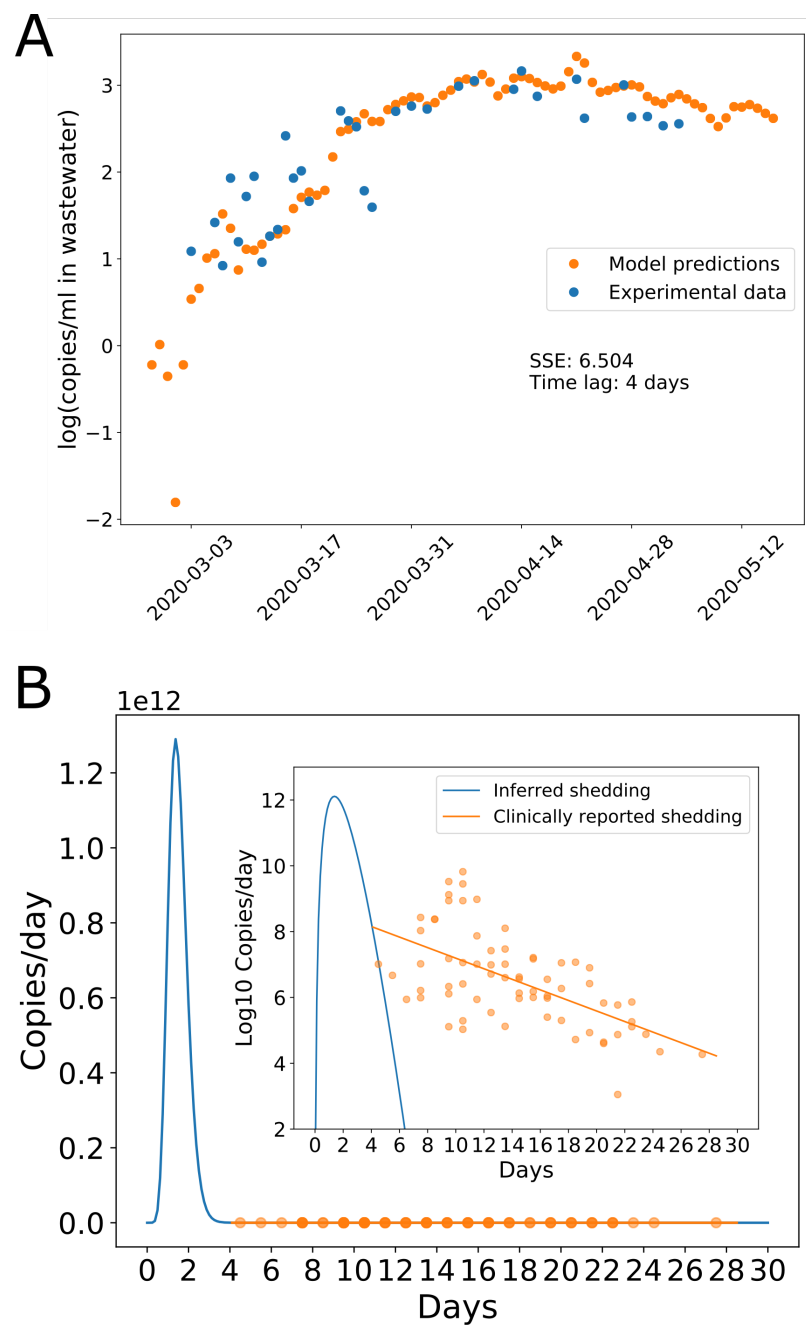 A
log(copies/ml in wastewater)
3
2
1
0
−1
−2
Model predictions
Experimental data
SSE: 6.504
Time lag: 4 days
2020-03-03
2020-03-17
2020-03-31
2020-04-14
2020-04-28
2020-05-12
B
1e12
Copies/day
1.2
1.0
0.8
0.6
0.4
0.2
0.0
Log10 Copies/day
12
10
8
6
4
2
Inferred shedding
Clinically reported shedding
0 2 4 6 8 10 12 14 16 18 20 22 24 26 28 30
Days
0 2 4 6 8 10 12 14 16 18 20 22 24 26 28 30
Days